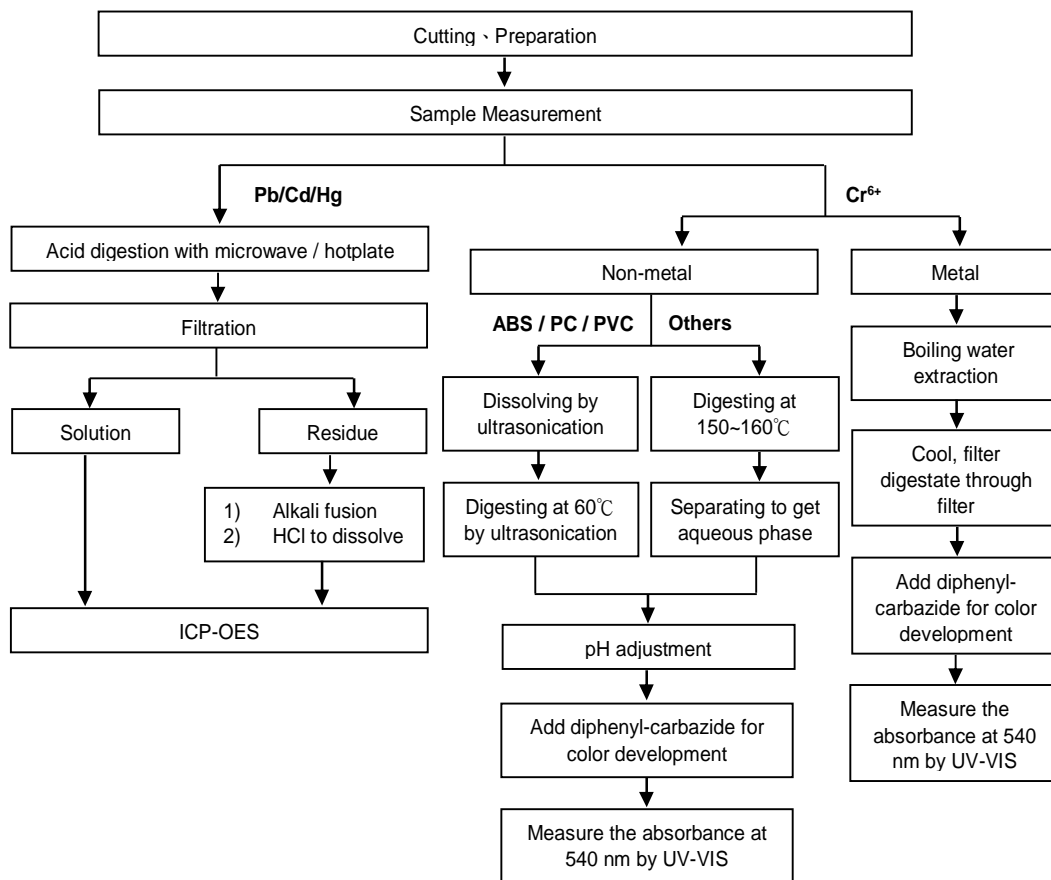 Cutting、Preparation
Sample Measurement
Pb/Cd/Hg
Cr⁶⁺
Acid digestion with microwave / hotplate
Filtration
Solution
Residue
1) Alkali fusion
2) HCl to dissolve
ICP-OES
Non-metal
ABS / PC / PVC
Others
Dissolving by
ultrasonication
Digesting at
150~160℃
Digesting at 60℃
by ultrasonication
Separating to get
aqueous phase
pH adjustment
Add diphenyl-carbazide for
color development
Measure the absorbance at
540 nm by UV-VIS
Metal
Boiling water
extraction
Cool, filter
digestate through
filter
Add diphenyl-
carbazide for color
development
Measure the
absorbance at 540
nm by UV-VIS